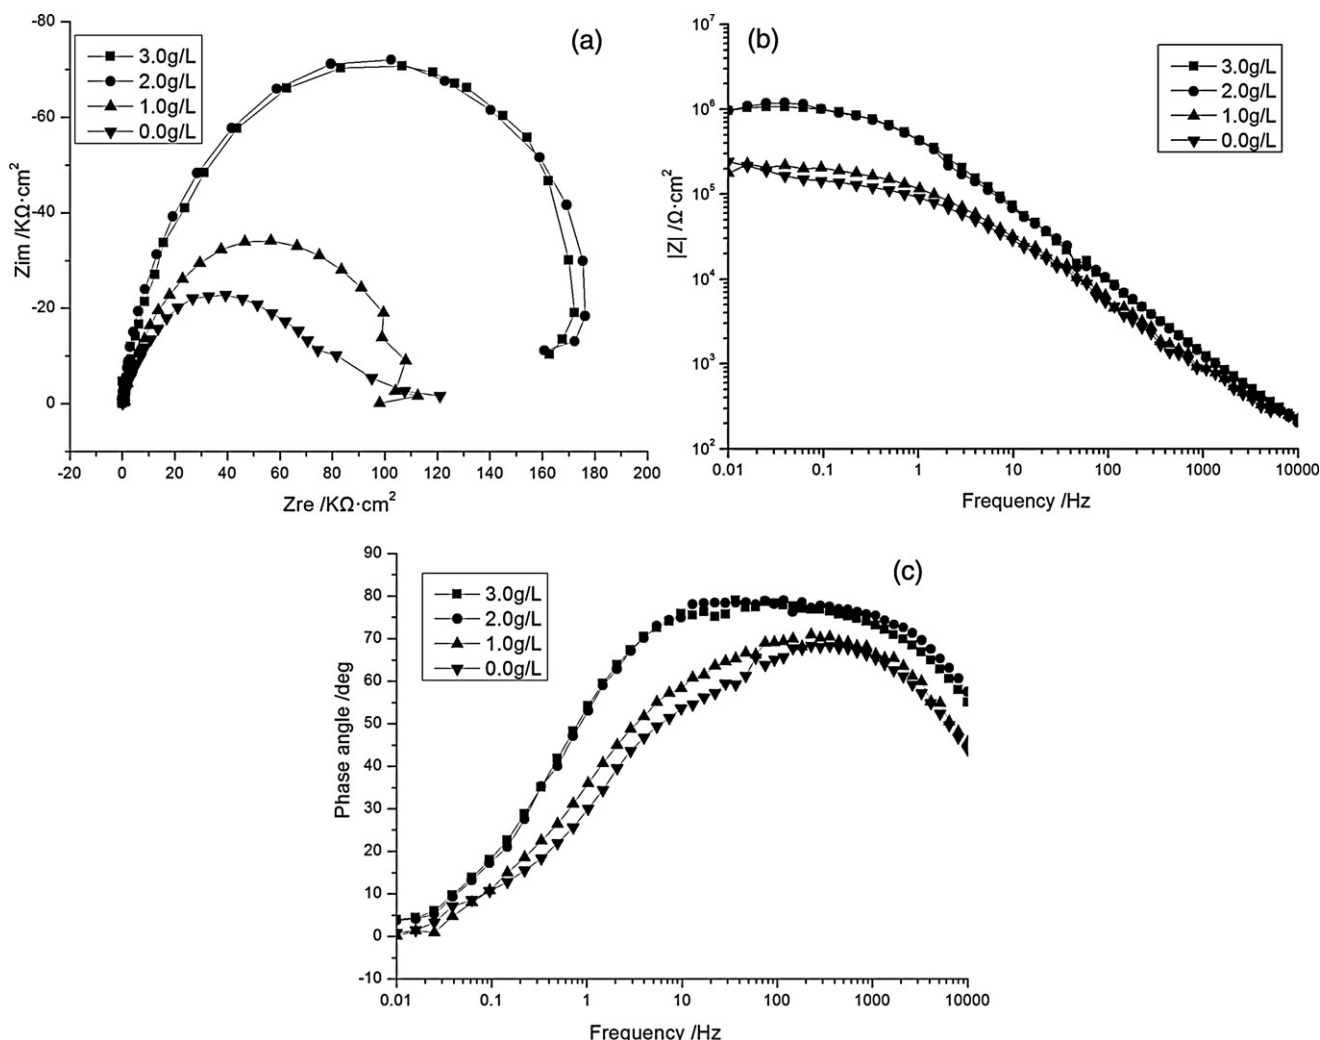 (a)
3.0g/L
2.0g/L
1.0g/L
0.0g/L
-80
-60
-40
-20
0
Zim /KΩ·cm²
-20 0 20 40 60 80 100 120 140 160 180 200
Zre /KΩ·cm²
(b)
3.0g/L
2.0g/L
1.0g/L
0.0g/L
10⁷
10⁶
10⁵
10⁴
10³
10²
|Z| /Ω·cm²
0.01 0.1 1 10 100 1000 10000
Frequency /Hz
(c)
3.0g/L
2.0g/L
1.0g/L
0.0g/L
90
80
70
60
50
40
30
20
10
0
-10
Phase angle /deg
0.01 0.1 1 10 100 1000 10000
Frequency /Hz